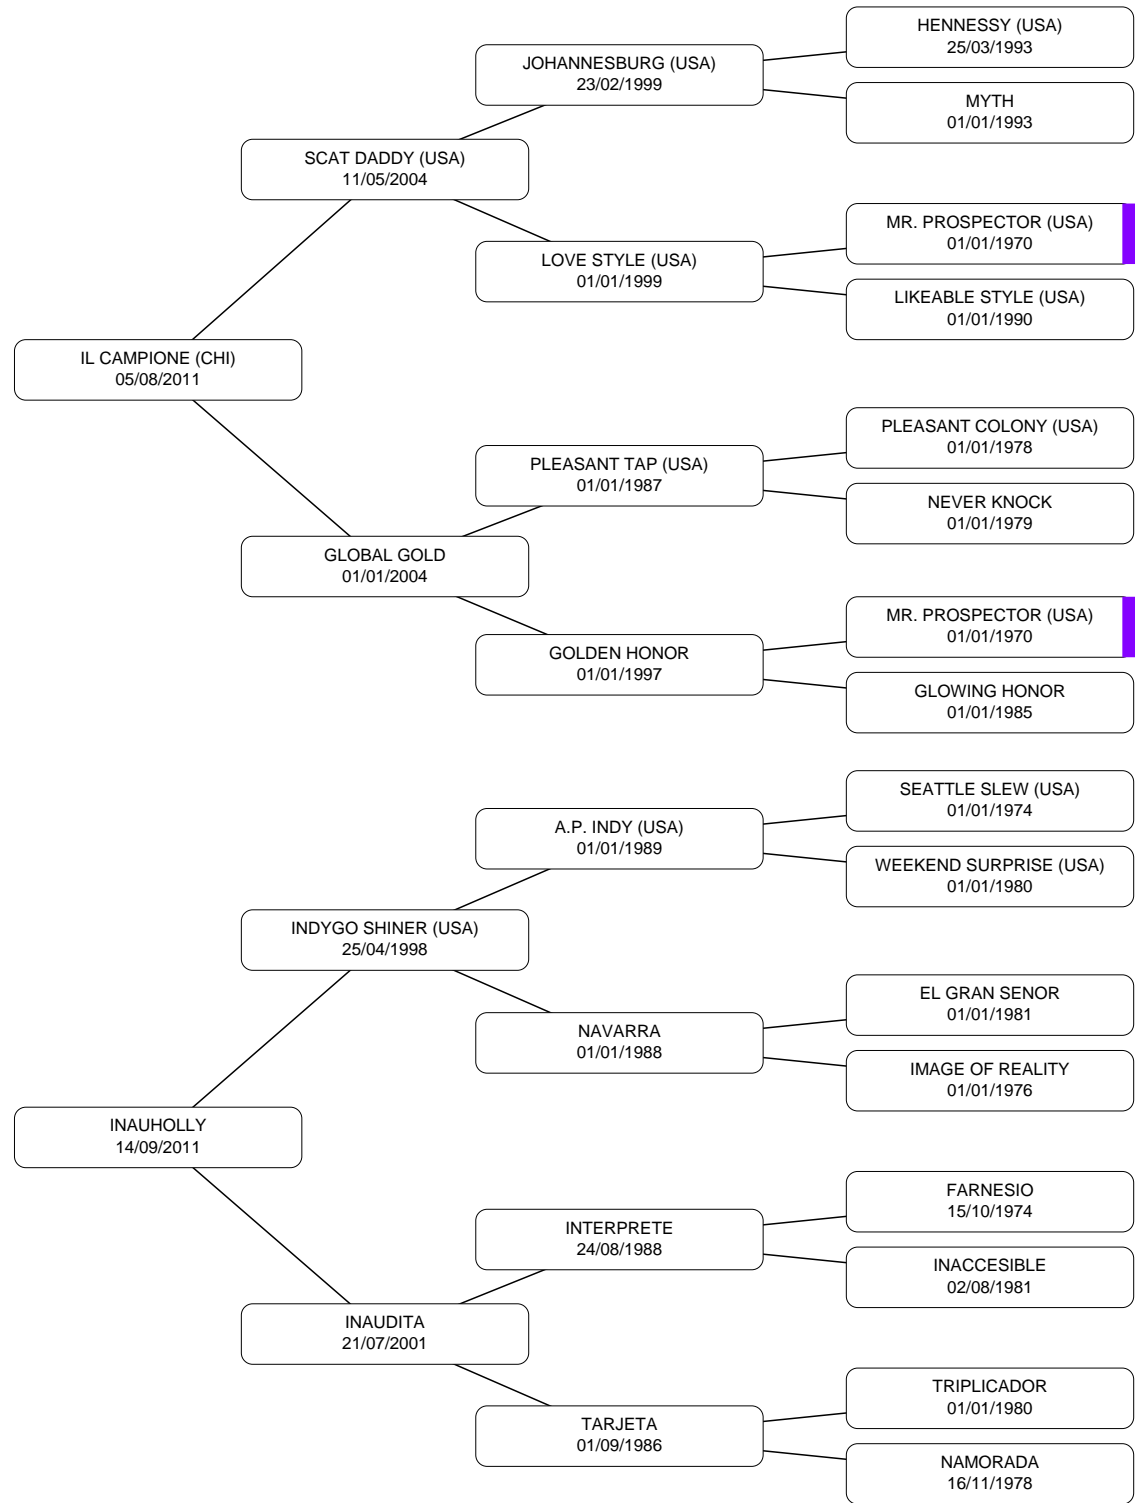 HENNESSY (USA)
25/03/1993
JOHANNESBURG (USA)
23/02/1999
MYTH
01/01/1993
SCAT DADDY (USA)
11/05/2004
MR. PROSPECTOR (USA)
01/01/1970
LOVE STYLE (USA)
01/01/1999
LIKEABLE STYLE (USA)
01/01/1990
IL CAMPIONE (CHI)
05/08/2011
PLEASANT COLONY (USA)
01/01/1978
PLEASANT TAP (USA)
01/01/1987
NEVER KNOCK
01/01/1979
GLOBAL GOLD
01/01/2004
MR. PROSPECTOR (USA)
01/01/1970
GOLDEN HONOR
01/01/1997
GLOWING HONOR
01/01/1985
SEATTLE SLEW (USA)
01/01/1974
A.P. INDY (USA)
01/01/1989
WEEKEND SURPRISE (USA)
01/01/1980
INDYGO SHINER (USA)
25/04/1998
EL GRAN SENOR
01/01/1981
NAVARRA
01/01/1988
IMAGE OF REALITY
01/01/1976
INAUHOLLY
14/09/2011
FARNESIO
15/10/1974
INTERPRETE
24/08/1988
INACCESIBLE
02/08/1981
INAUDITA
21/07/2001
TRIPLICADOR
01/01/1980
TARJETA
01/09/1986
NAMORADA
16/11/1978